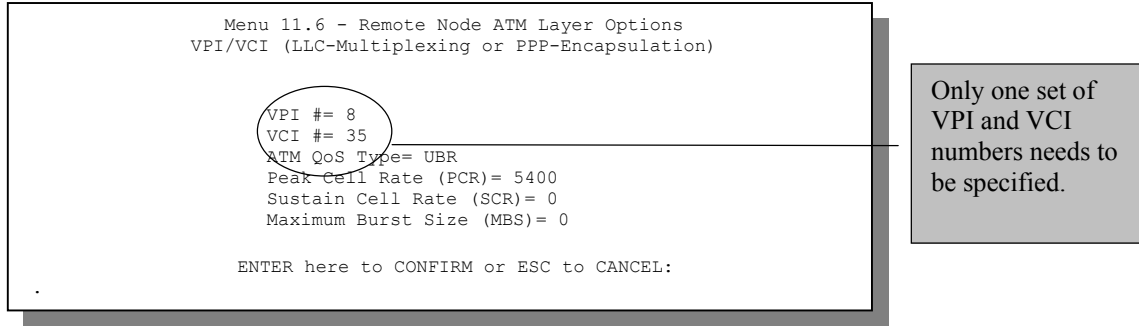 Menu 11.6 - Remote Node ATM Layer Options
VPI/VCI (LLC-Multiplexing or PPP-Encapsulation)
VPI #= 8
VCI #= 35
ATM QoS Type= UBR
Peak Cell Rate (PCR)= 5400
Sustain Cell Rate (SCR)= 0
Maximum Burst Size (MBS)= 0
ENTER here to CONFIRM or ESC to CANCEL:
.
Only one set of
VPI and VCI
numbers needs to
be specified.